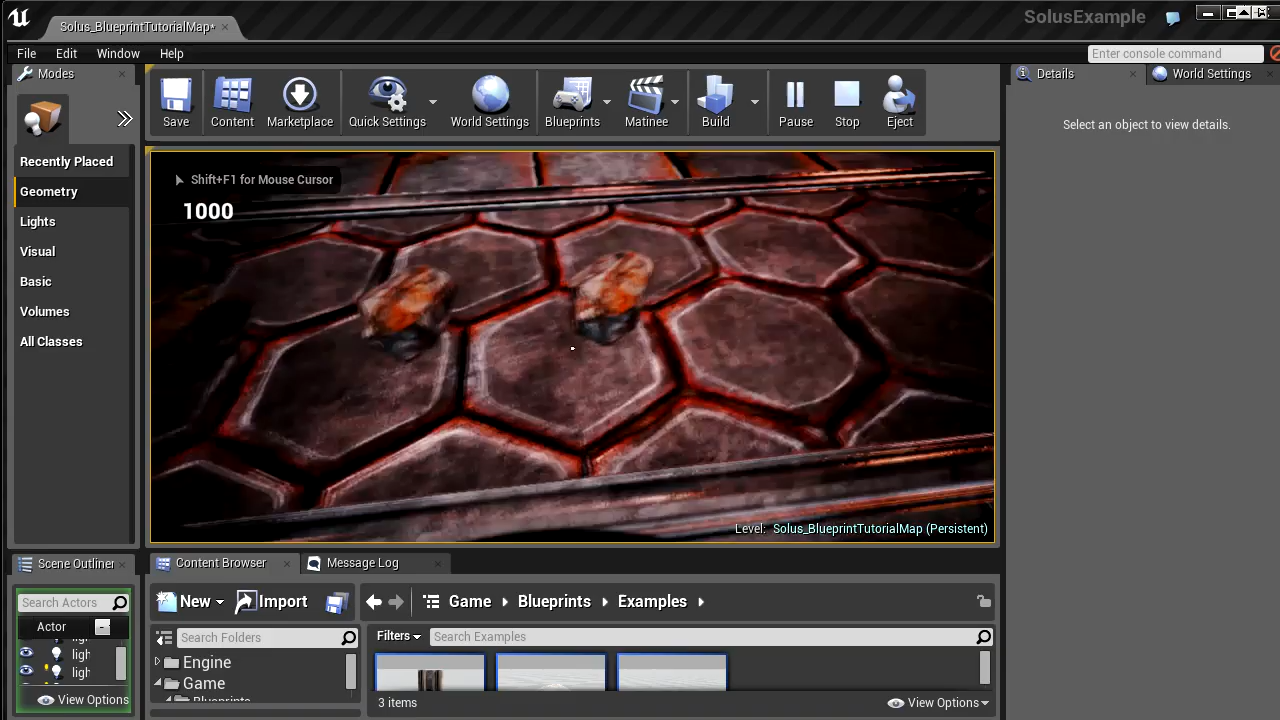 Solus_BlueprintTutorialMap*
SolusExample
File Edit Window Help
Enter console command
Modes
Details
World Settings
Save
Content
Marketplace
Quick Settings
World Settings
Blueprints
Matinee
Build
Pause
Stop
Eject
Select an object to view details.
Recently Placed
Geometry
Lights
Visual
Basic
Volumes
All Classes
Shift+F1 for Mouse Cursor
1000
Level: Solus_BlueprintTutorialMap (Persistent)
Scene Outliner
Search Actors
Actor
ligh
ligh
View Options
Content Browser
Message Log
New
Import
Game
Blueprints
Examples
Search Folders
Engine
Game
Blueprints
Filters
Search Examples
3 items
View Options